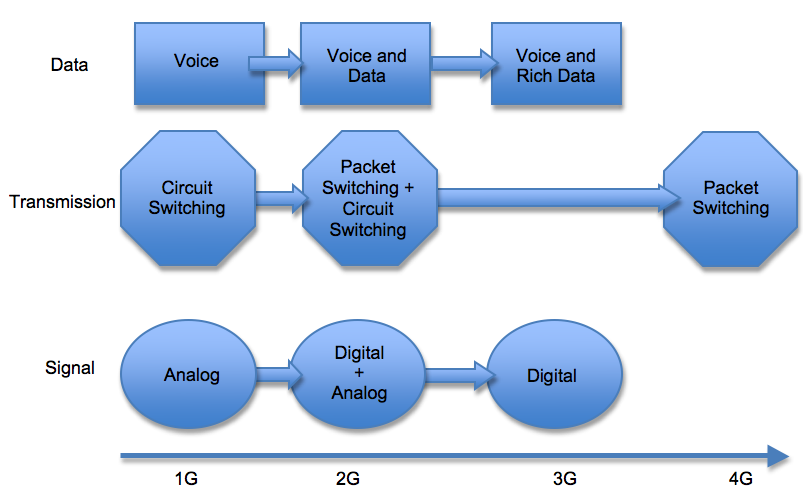 Data
Voice
Voice and
Data
Voice and
Rich Data
Transmission
Circuit
Switching
Packet
Switching +
Circuit
Switching
Packet
Switching
Signal
Analog
Digital
+
Analog
Digital
1G
2G
3G
4G